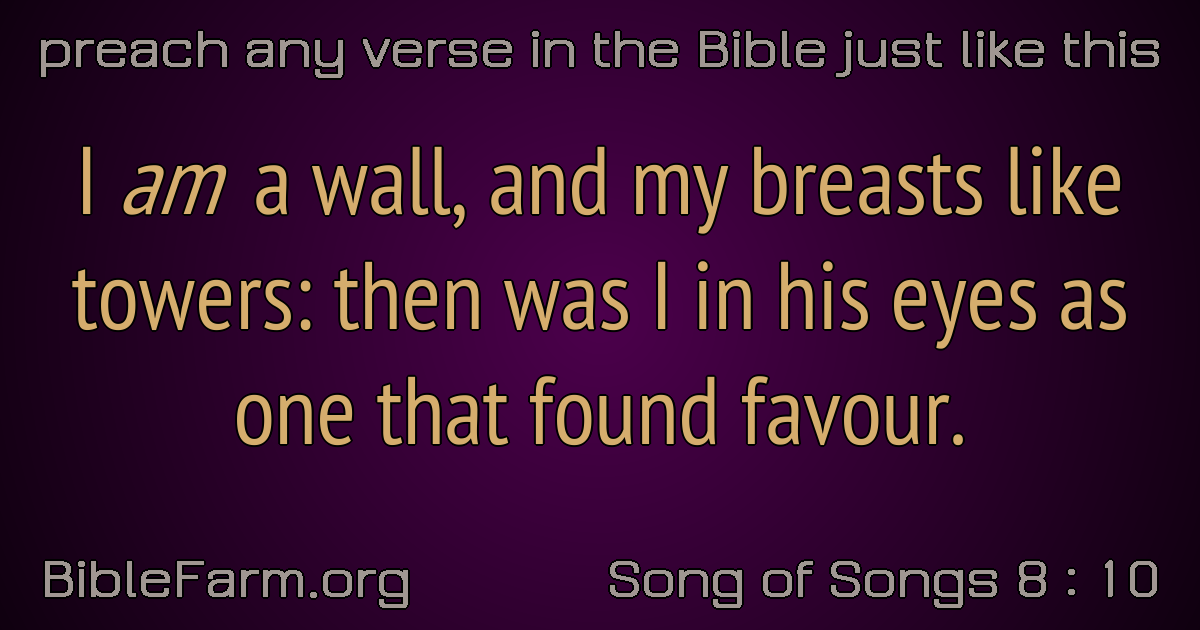 preach any verse in the Bible just like this
I am a wall, and my breasts like
towers: then was I in his eyes as
one that found favour.
BibleFarm.org
Song of Songs 8 : 10